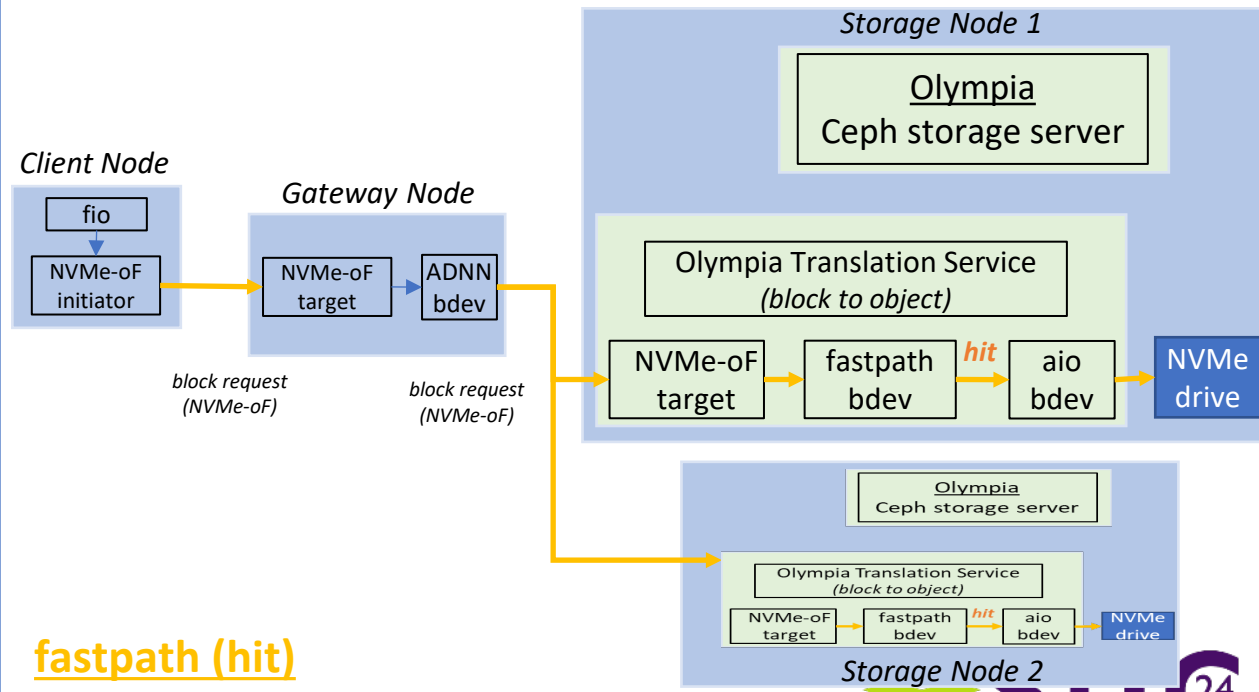 Storage Node 1
Olympia
Ceph storage server
Client Node
fio
NVMe-oF
initiator
Gateway Node
NVMe-oF
target
ADNN
bdev
block request
(NVMe-oF)
block request
(NVMe-oF)
Olympia Translation Service
(block to object)
NVMe-oF
target
fastpath
bdev
hit
aio
bdev
NVMe
drive
Olympia
Ceph storage server
Olympia Translation Service
(block to object)
NVMe-oF
target
fastpath
bdev
hit
aio
bdev
NVMe
drive
Storage Node 2
fastpath (hit)
24